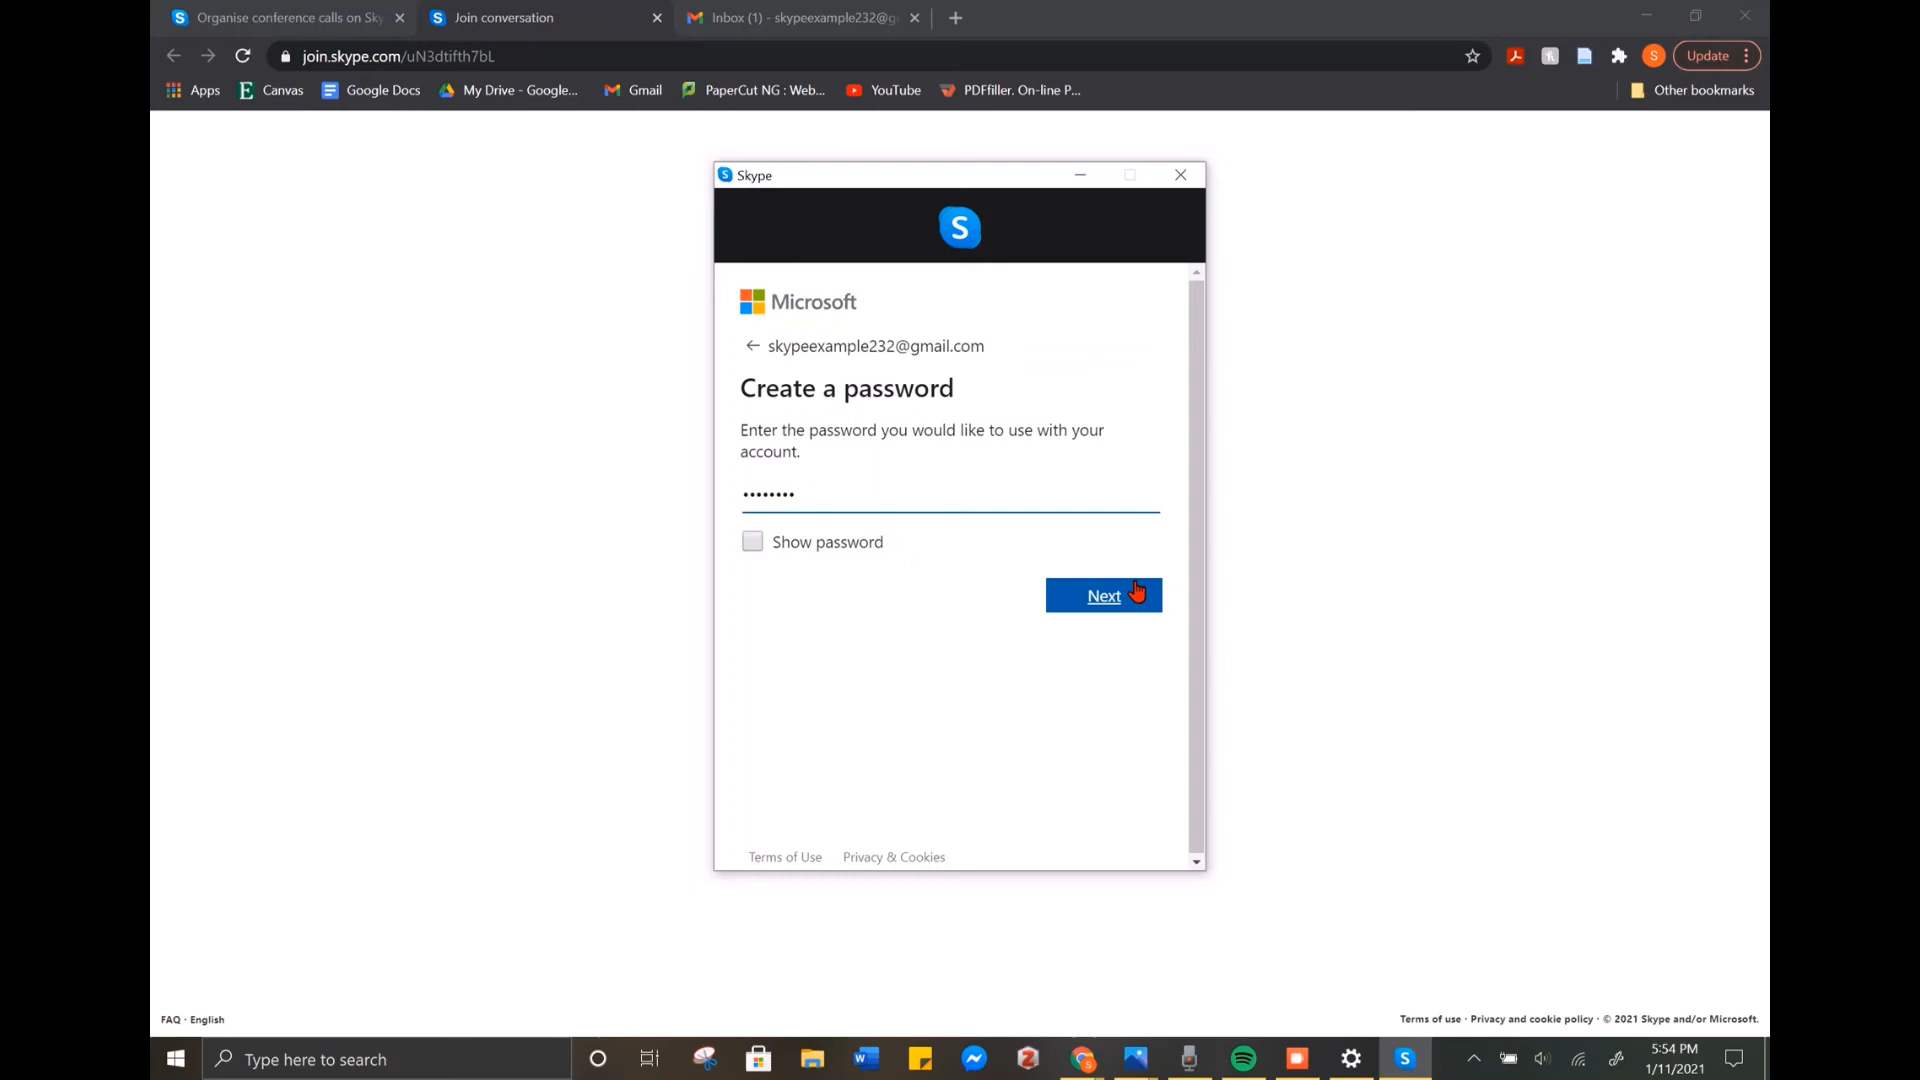 Organise conference calls on Sky
Join conversation
Inbox (1) - skypeexample232@g
join.skype.com/uN3dtifth7bL
S
Update
Apps
Canvas
Google Docs
My Drive - Google...
Gmail
PaperCut NG : Web...
YouTube
PDFfiller. On-line P...
Other bookmarks
Skype
S
Microsoft
skypeexample232@gmail.com
Create a password
Enter the password you would like to use with your
account.
••••••••
Show password
Next
Terms of Use
Privacy & Cookies
FAQ · English
Terms of use · Privacy and cookie policy · © 2021 Skype and/or Microsoft.
Type here to search
5:54 PM
1/11/2021